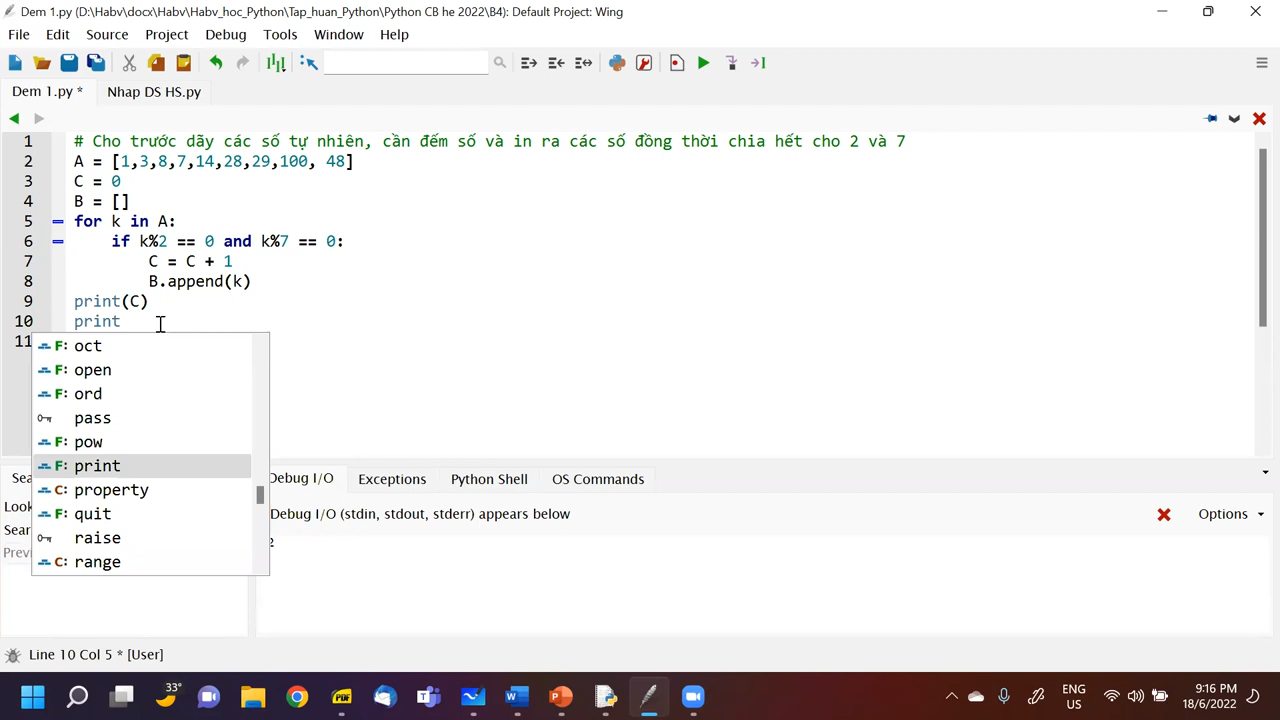 Dem 1.py (D:\Habv\docx\Habv\Habv_hoc_Python\Tap_huan_Python\Python CB he 2022\B4): Default Project: Wing
File Edit Source Project Debug Tools Window Help
Dem 1.py * Nhap DS HS.py
1 # Cho trước dãy các số tự nhiên, cần đếm số và in ra các số đồng thời chia hết cho 2 và 7
2 A = [1,3,8,7,14,28,29,100, 48]
3 C = 0
4 B = []
5 for k in A:
6 if k%2 == 0 and k%7 == 0:
7 C = C + 1
8 B.append(k)
9 print(C)
10 print
11
F: oct
F: open
F: ord
pass
F: pow
F: print
C: property
F: quit
raise
C: range
Debug I/O Exceptions Python Shell OS Commands
Debug I/O (stdin, stdout, stderr) appears below Options
2
Line 10 Col 5 * [User]
33°
PDF
ENG
US
9:16 PM
18/6/2022